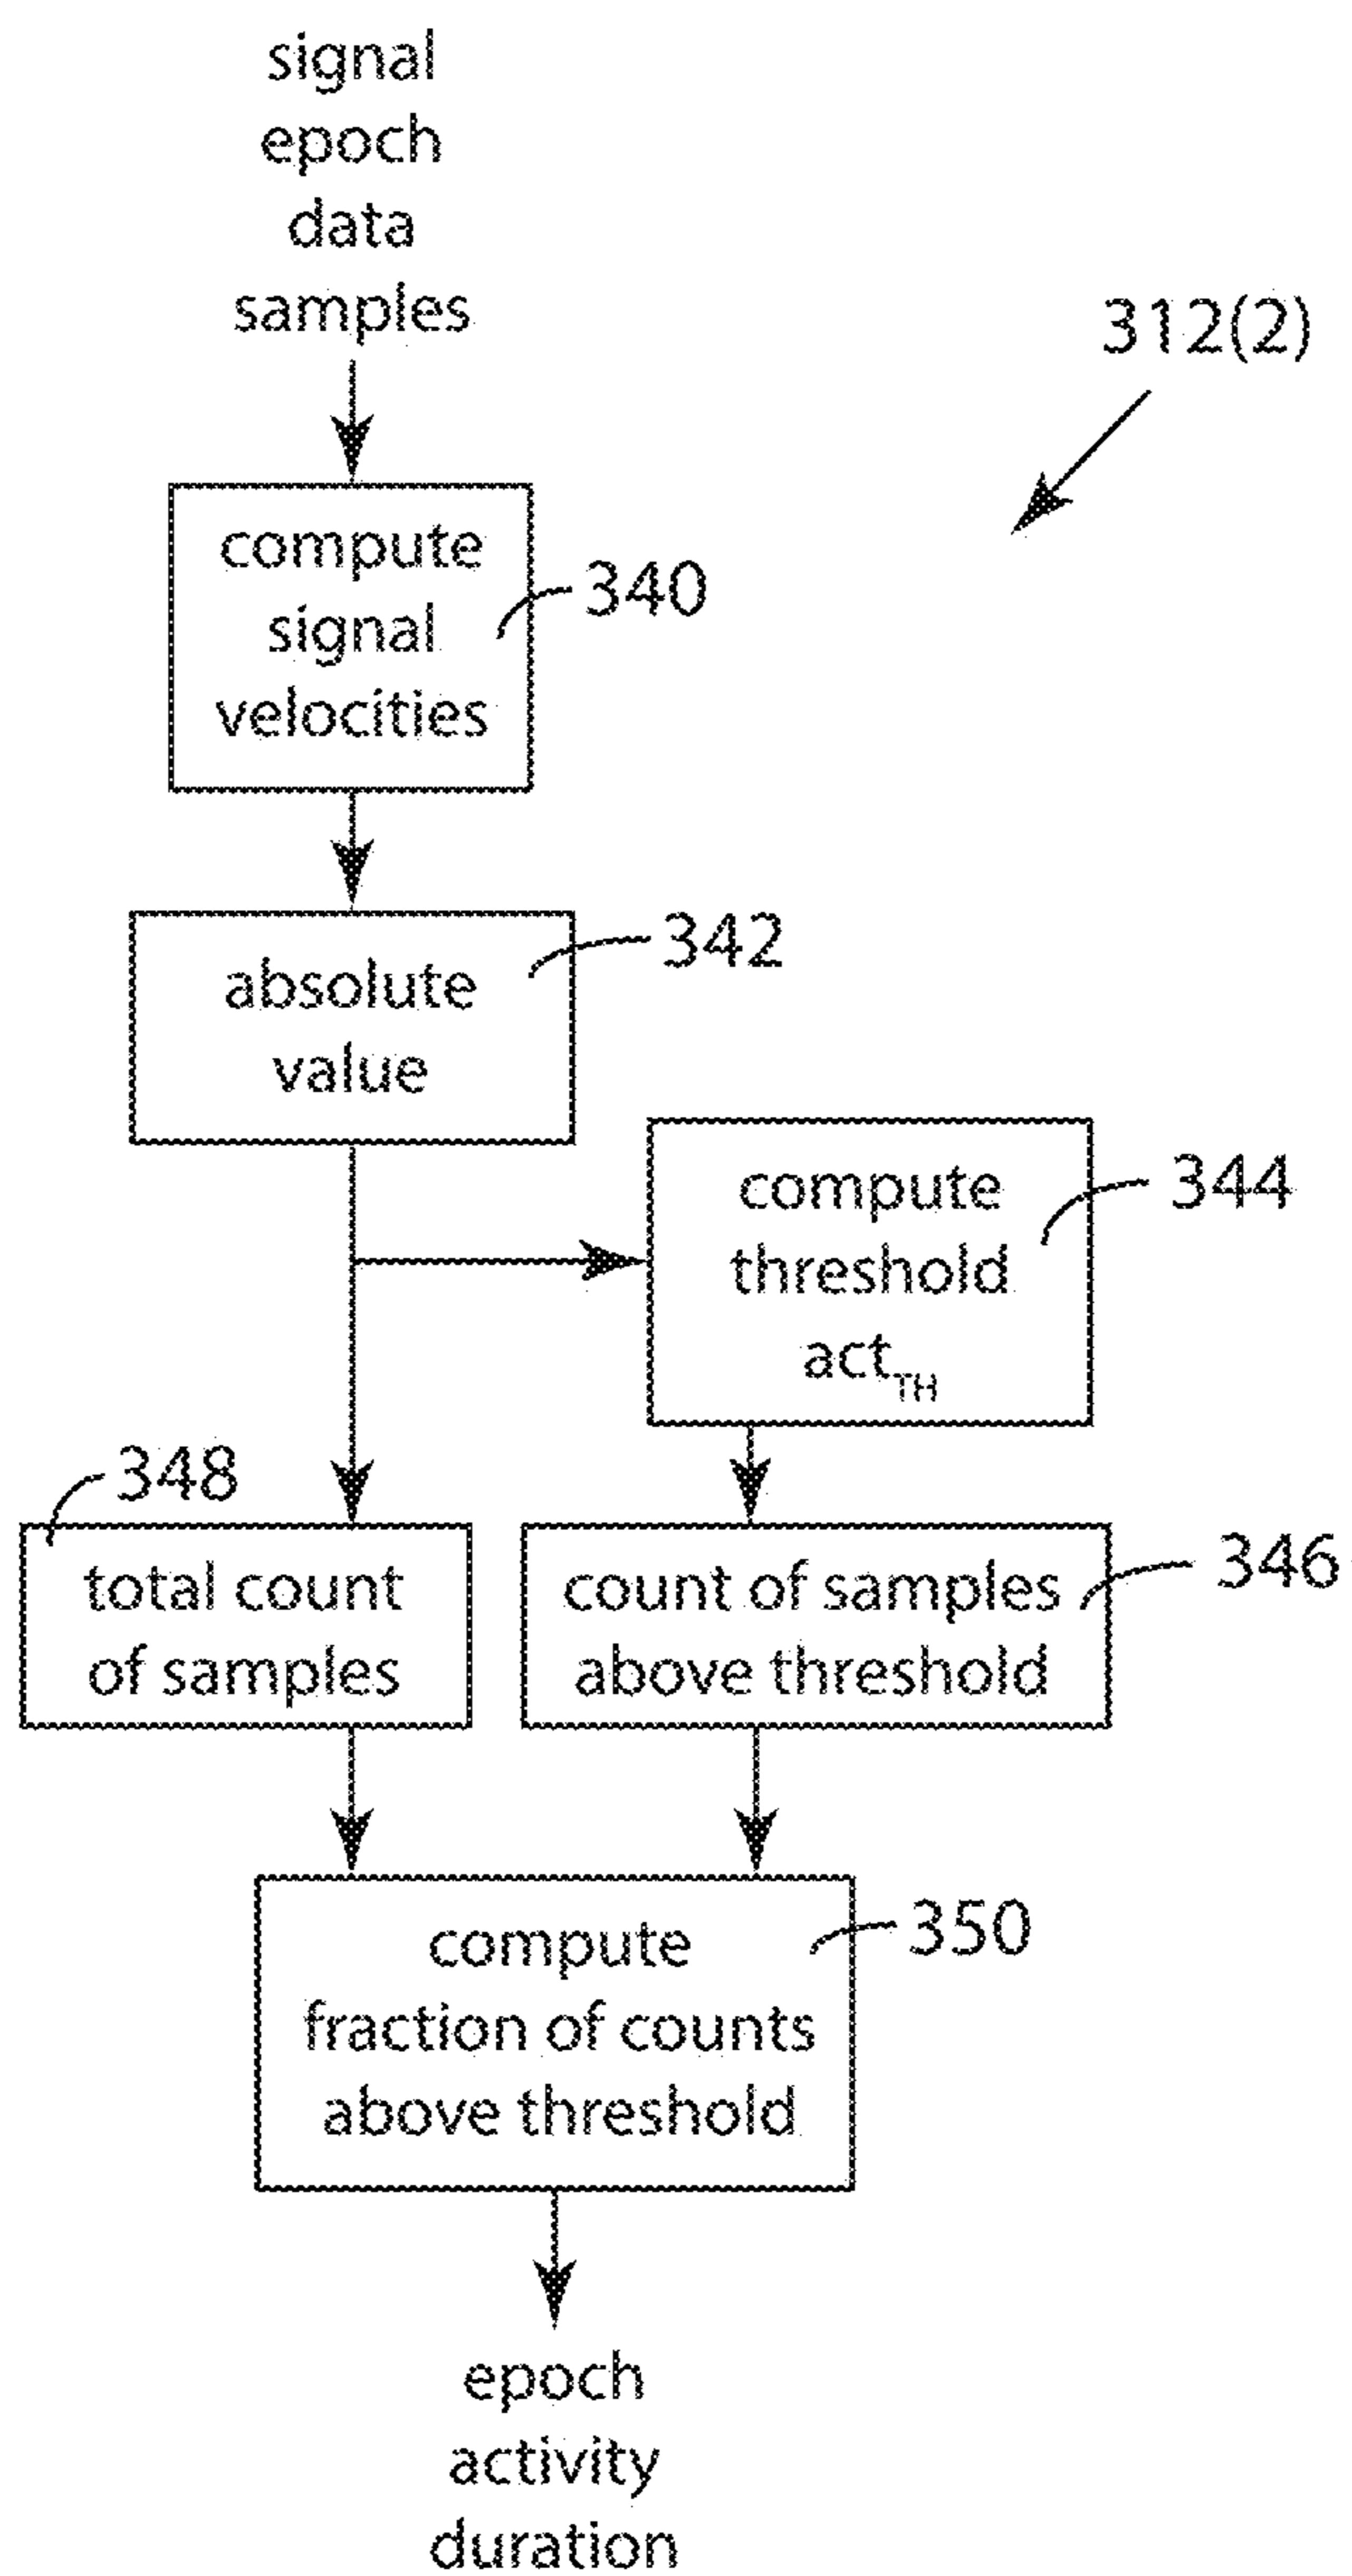 signal
epoch
data
samples
312(2)
compute
signal
velocities
340
absolute
value
342
compute
threshold
actTH
344
348
total count
of samples
count of samples
above threshold
346
compute
fraction of counts
above threshold
350
epoch
activity
duration